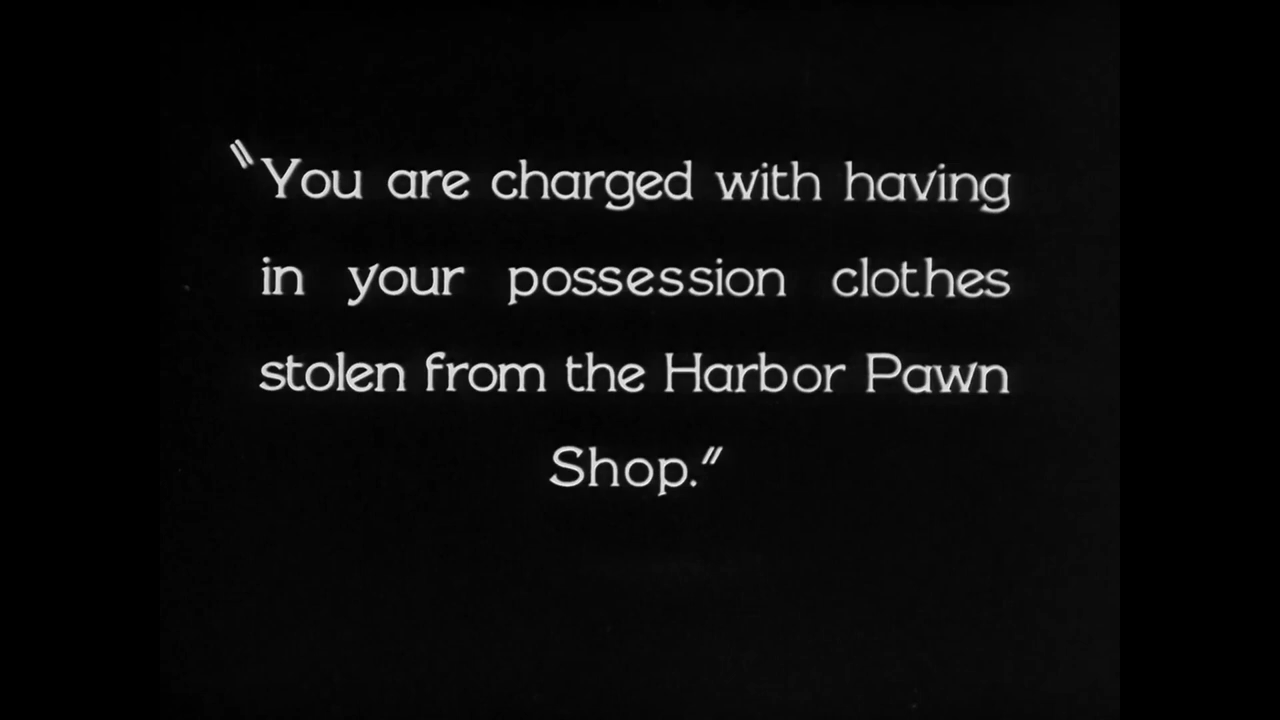 "You are charged with having
in your possession clothes
stolen from the Harbor Pawn
Shop."